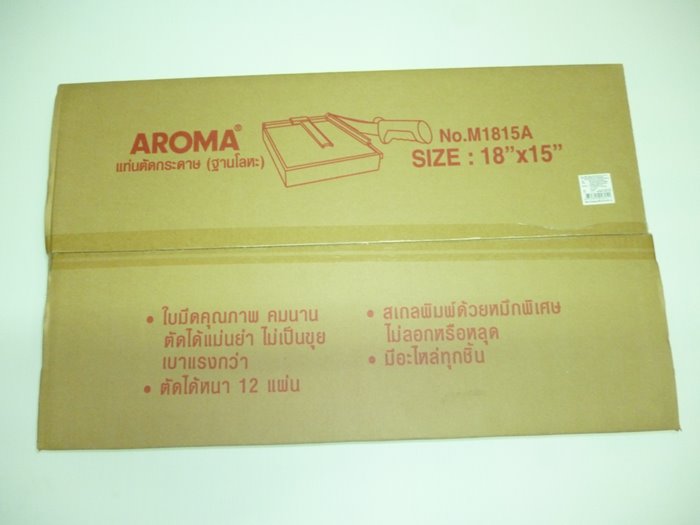 AROMA®
แท่นตัดกระดาษ (ฐานโลหะ)
No.M1815A
SIZE : 18"x15"
• ใบมีดคุณภาพ คมนาน
ตัดได้แม่นยำ ไม่เป็นขุย
เบาแรงกว่า
• ตัดได้หนา 12 แผ่น
• สเกลพิมพ์ด้วยหมึกพิเศษ
ไม่ลอกหรือหลุด
• มีอะไหล่ทุกชิ้น